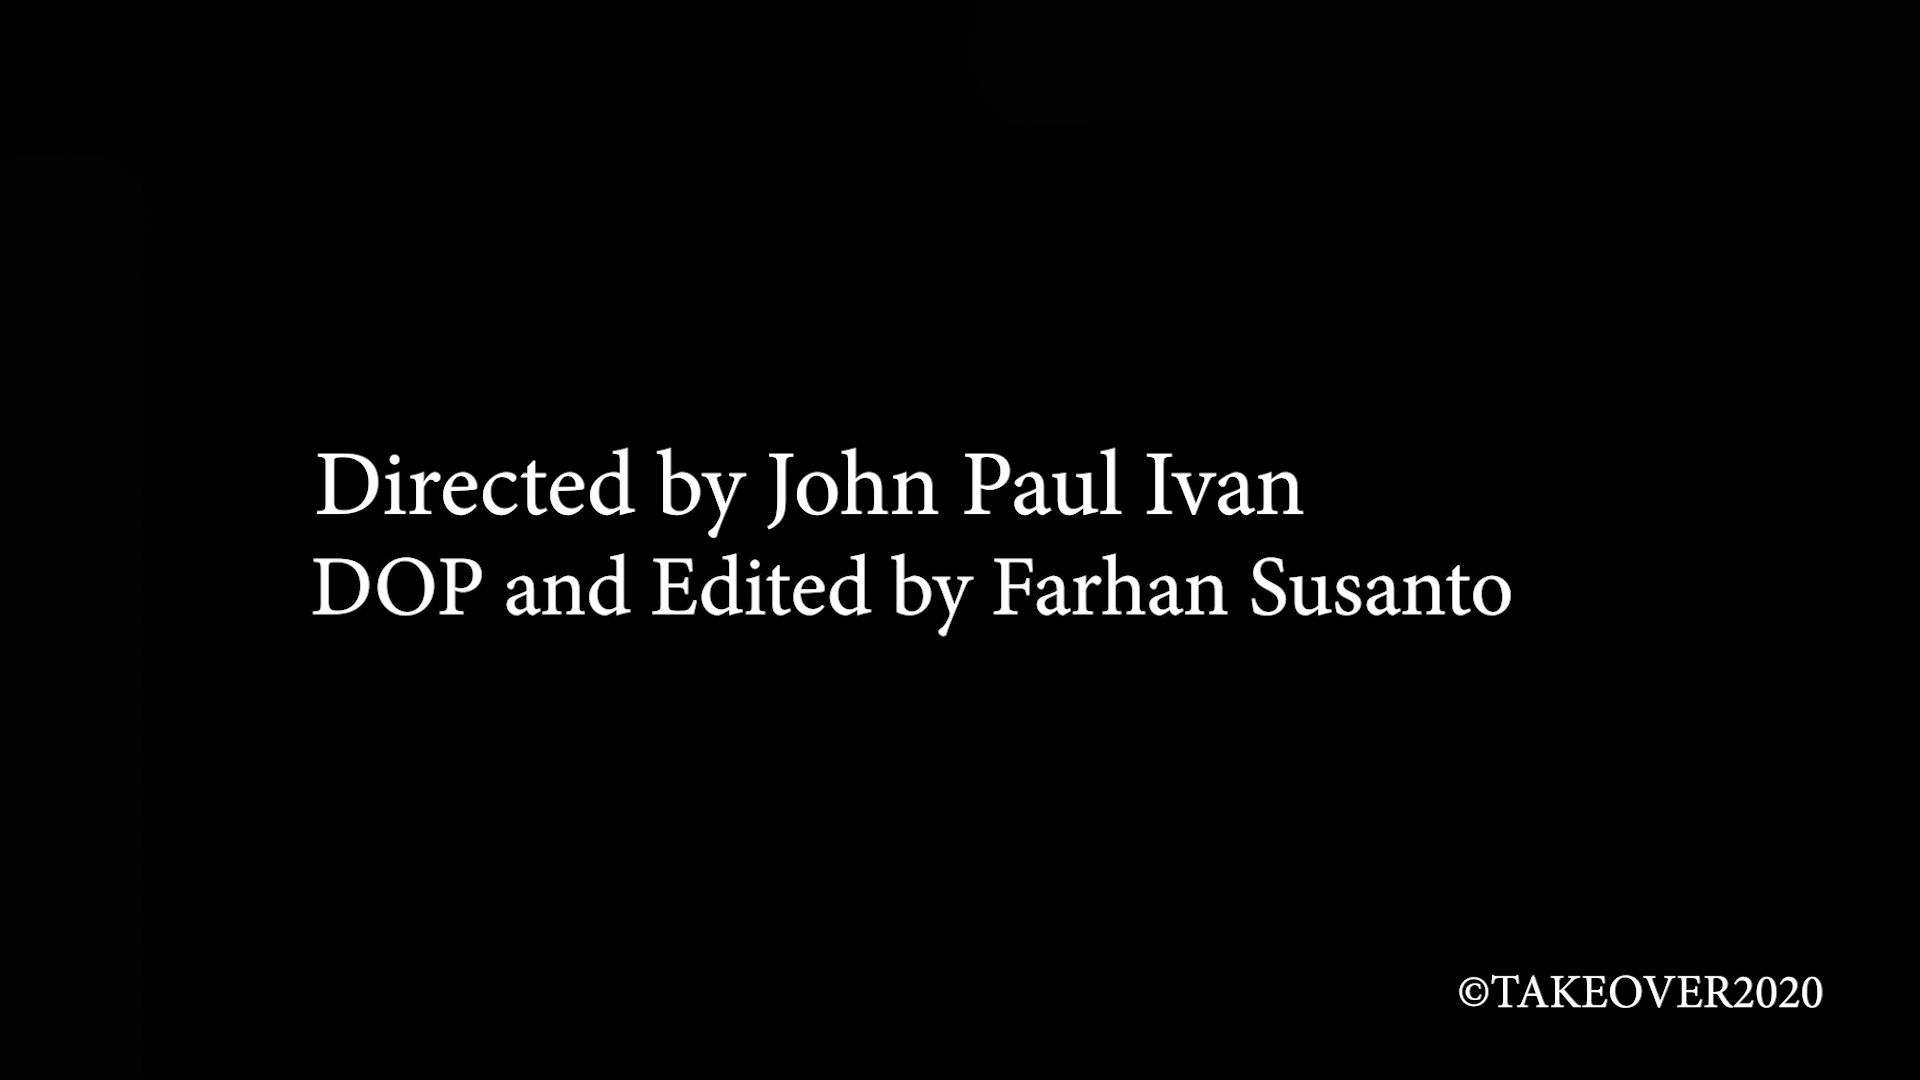 Directed by John Paul Ivan
DOP and Edited by Farhan Susanto
©TAKEOVER2020